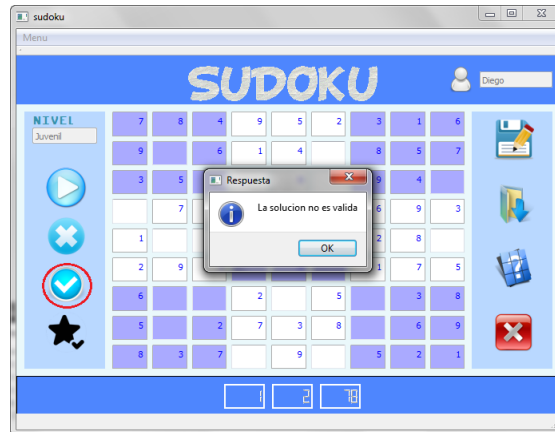 sudoku
Menu
SUDOKU
Diego
NIVEL
Juvenil
7 8 4 9 5 2 3 1 6
9 6 1 4 8 5 7
3 5 9 4
7 6 9 3
1 2 8
2 9 1 7 5
6 2 5 3 8
5 2 7 3 8 6 9
8 3 7 9 5 2 1
Respuesta
La solucion no es valida
OK
1 2 78